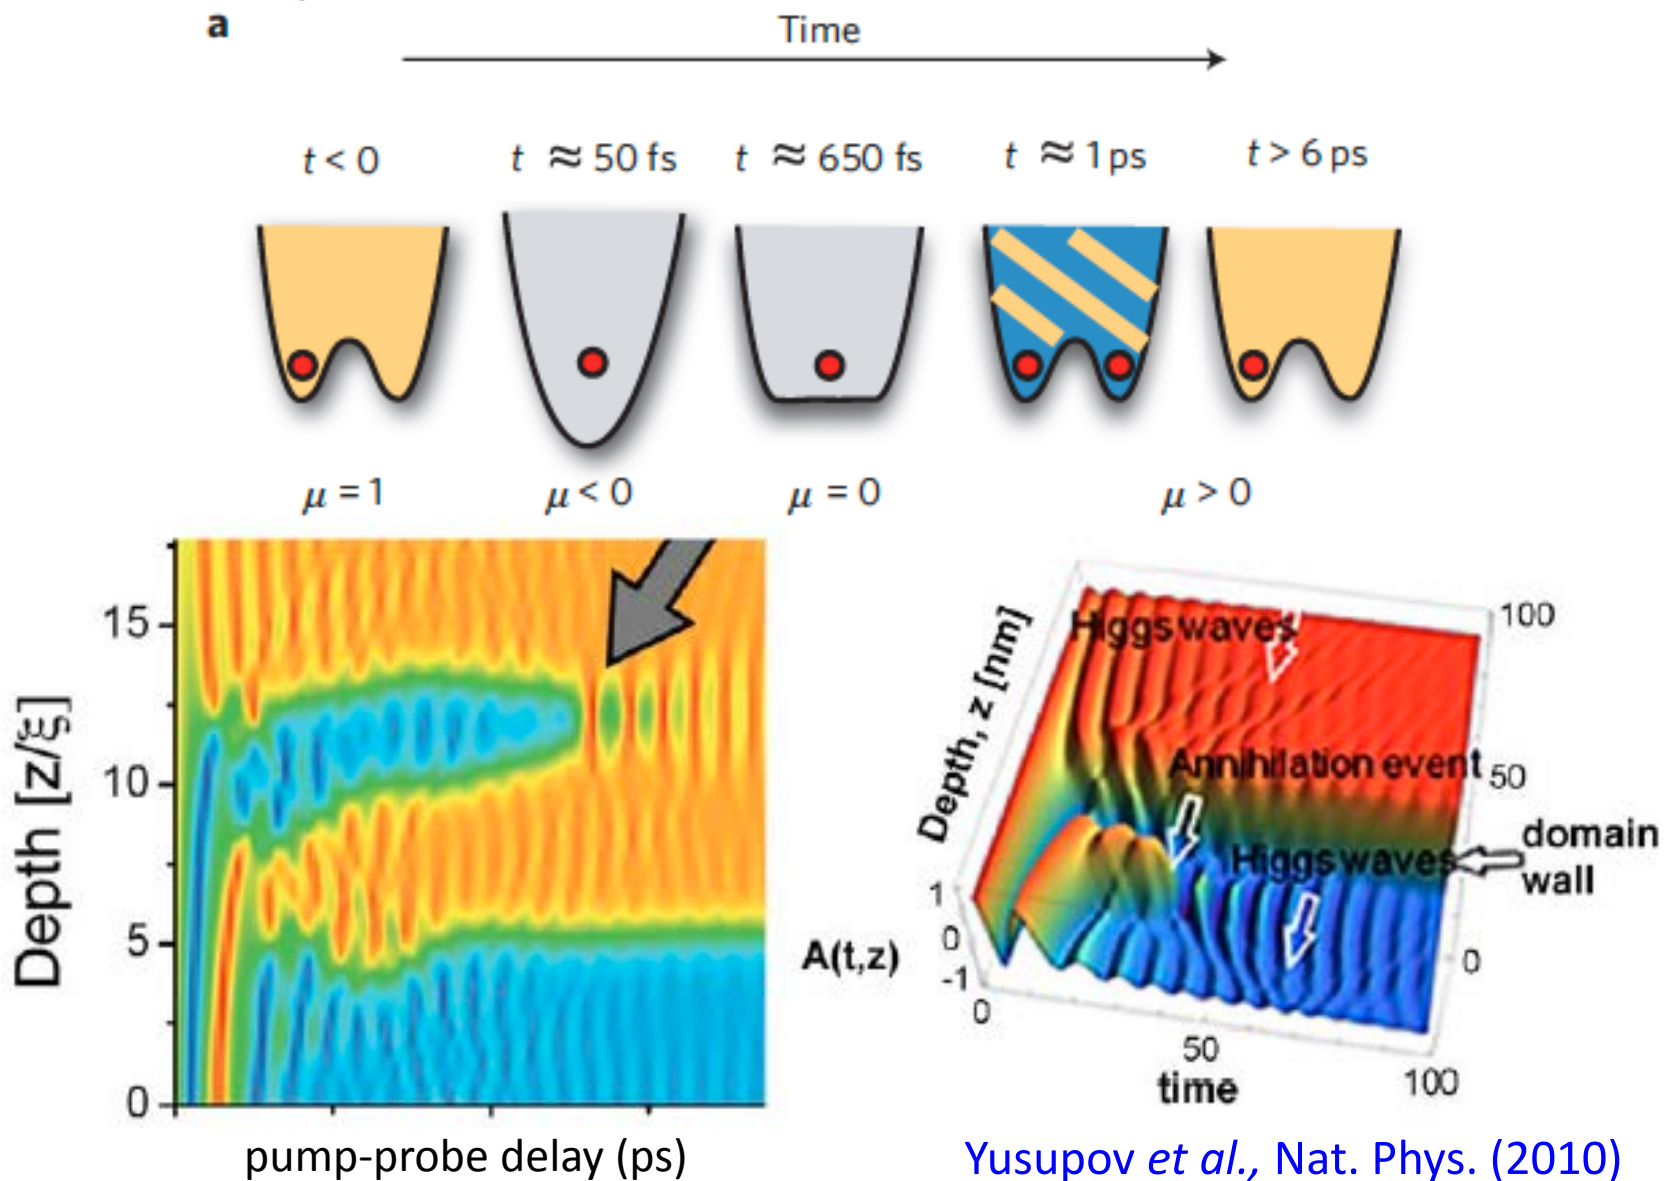 a
Time
t < 0
t ≈ 50 fs
t ≈ 650 fs
t ≈ 1 ps
t > 6 ps
μ = 1
μ < 0
μ = 0
μ > 0
Depth [z/ξ]
15
10
5
0
pump-probe delay (ps)
Higgs waves
Annihilation event
Higgs waves
domain
wall
Depth, z [nm]
100
50
0
A(t,z)
1
0
-1
0
50
100
time
Yusupov et al., Nat. Phys. (2010)